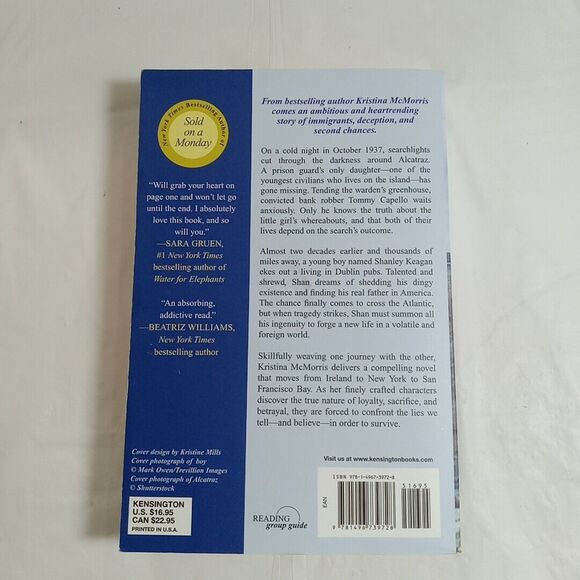 New York Times Bestselling Author of
Sold
on a
Monday
"Will grab your heart on
page one and won't let go
until the end. I absolutely
love this book, and so
will you."
—SARA GRUEN,
#1 New York Times
bestselling author of
Water for Elephants
"An absorbing,
addictive read."
—BEATRIZ WILLIAMS,
New York Times
bestselling author
Cover design by Kristine Mills
Cover photograph of boy
© Mark Owen/Trevillion Images
Cover photograph of Alcatraz
© Shutterstock
KENSINGTON
U.S. $16.95
CAN $22.95
PRINTED IN U.S.A.
From bestselling author Kristina McMorris
comes an ambitious and heartrending
story of immigrants, deception, and
second chances.
On a cold night in October 1937, searchlights
cut through the darkness around Alcatraz.
A prison guard's only daughter—one of
the youngest civilians who lives on the island—has
gone missing. Tending the warden's greenhouse,
convicted bank robber Tommy Capello waits
anxiously. Only he knows the truth about the
little girl's whereabouts, and that both of their
lives depend on the search's outcome.
Almost two decades earlier and thousands of
miles away, a young boy named Shanley Keagan
ekes out a living in Dublin pubs. Talented and
shrewd, Shan dreams of shedding his dingy
existence and finding his real father in America.
The chance finally comes to cross the Atlantic,
but when tragedy strikes, Shan must summon all
his ingenuity to forge a new life in a volatile and
foreign world.
Skillfully weaving one journey with the other,
Kristina McMorris delivers a compelling novel
that moves from Ireland to New York to San
Francisco Bay. As her finely crafted characters
discover the true nature of loyalty, sacrifice, and
betrayal, they are forced to confront the lies we
tell—and believe—in order to survive.
Visit us at www.kensingtonbooks.com
READING
group guide
EAN
ISBN 978-1-4967-3972-8
51695
9 781496 739728